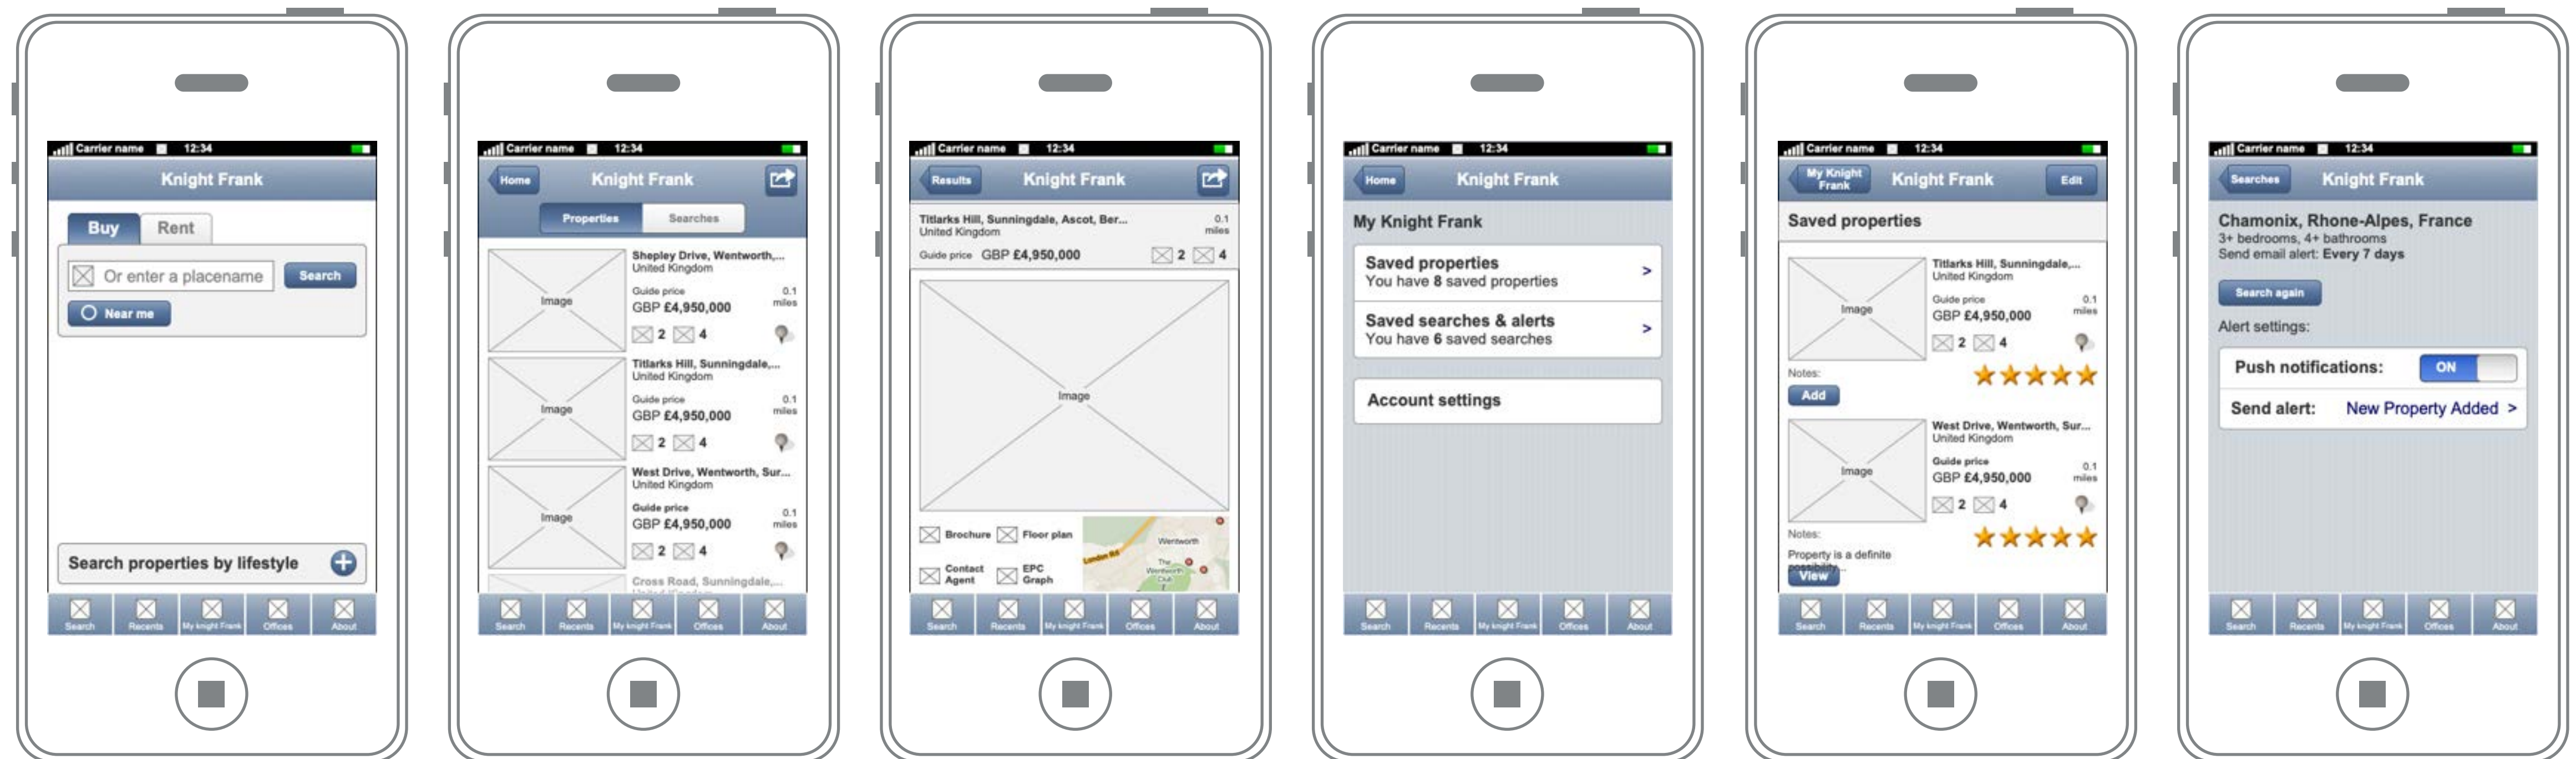 Carrier name 12:34
Knight Frank
Buy Rent
Or enter a placename Search
Near me
Search properties by lifestyle
Search Recents My knight Frank Offices About
Carrier name 12:34
Home Knight Frank
Properties Searches
Shepley Drive, Wentworth,...
United Kingdom
Guide price 0.1
GBP £4,950,000 miles
Image
2 4
Titlarks Hill, Sunningdale,...
United Kingdom
Guide price 0.1
GBP £4,950,000 miles
Image
2 4
West Drive, Wentworth, Sur...
United Kingdom
Guide price 0.1
GBP £4,950,000 miles
Image
2 4
Cross Road, Sunningdale,...
Search Recents My knight Frank Offices About
Carrier name 12:34
Results Knight Frank
Titlarks Hill, Sunningdale, Ascot, Ber... 0.1
United Kingdom miles
Guide price GBP £4,950,000 2 4
Image
Brochure Floor plan
Contact Agent EPC Graph
London Rd
Wentworth
The
Wentworth
Club
Search Recents My knight Frank Offices About
Carrier name 12:34
Home Knight Frank
My Knight Frank
Saved properties >
You have 8 saved properties
Saved searches & alerts >
You have 6 saved searches
Account settings
Search Recents My knight Frank Offices About
Carrier name 12:34
My Knight Frank Knight Frank Edit
Saved properties
Titlarks Hill, Sunningdale,...
United Kingdom
Guide price 0.1
GBP £4,950,000 miles
Image
2 4
Notes:
Add
West Drive, Wentworth, Sur...
United Kingdom
Guide price 0.1
GBP £4,950,000 miles
Image
2 4
Notes:
Property is a definite
possibility...
View
Search Recents My knight Frank Offices About
Carrier name 12:34
Searches Knight Frank
Chamonix, Rhone-Alpes, France
3+ bedrooms, 4+ bathrooms
Send email alert: Every 7 days
Search again
Alert settings:
Push notifications: ON
Send alert: New Property Added >
Search Recents My knight Frank Offices About